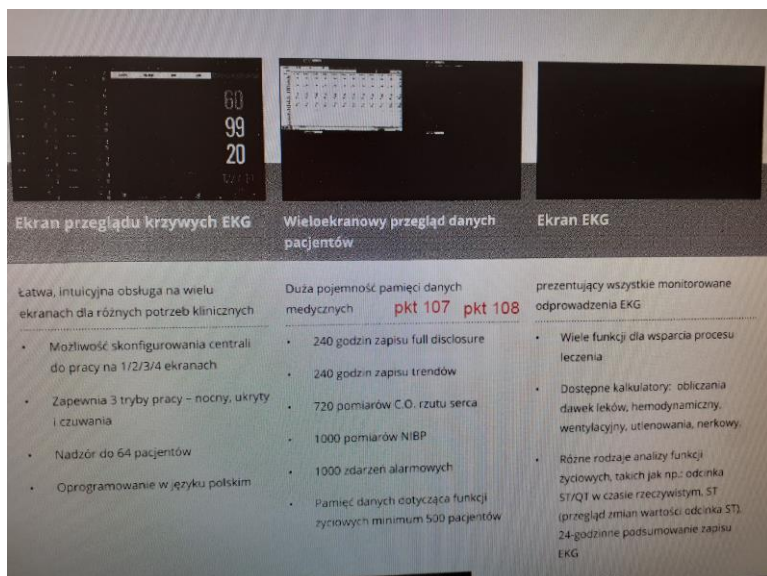 60
99
20
Ekran przeglądu krzywych EKG
Łatwa, intuicyjna obsługa na wielu
ekranach dla różnych potrzeb klinicznych
• Możliwość skonfigurowania centrali
do pracy na 1/2/3/4 ekranach
• Zapewnia 3 tryby pracy – nocny, ukryty
i czuwania
• Nadzór do 64 pacjentów
• Oprogramowanie w języku polskim
Wieloekranowy przegląd danych
pacjentów
Duża pojemność pamięci danych
medycznych pkt 107 pkt 108
• 240 godzin zapisu full disclosure
• 240 godzin zapisu trendów
• 720 pomiarów C.O. rzutu serca
• 1000 pomiarów NIBP
• 1000 zdarzeń alarmowych
• Pamięć danych dotycząca funkcji
życiowych minimum 500 pacjentów
Ekran EKG
prezentujący wszystkie monitorowane
odprowadzenia EKG
• Wiele funkcji dla wsparcia procesu
leczenia
• Dostępne kalkulatory: obliczania
dawek leków, hemodynamiczny,
wentylacyjny, utlenowania, nerkowy.
• Różne rodzaje analizy funkcji
życiowych, takich jak np.: odcinka
ST/QT w czasie rzeczywistym, ST
(przegląd zmian wartości odcinka ST),
24-godzinne podsumowanie zapisu
EKG